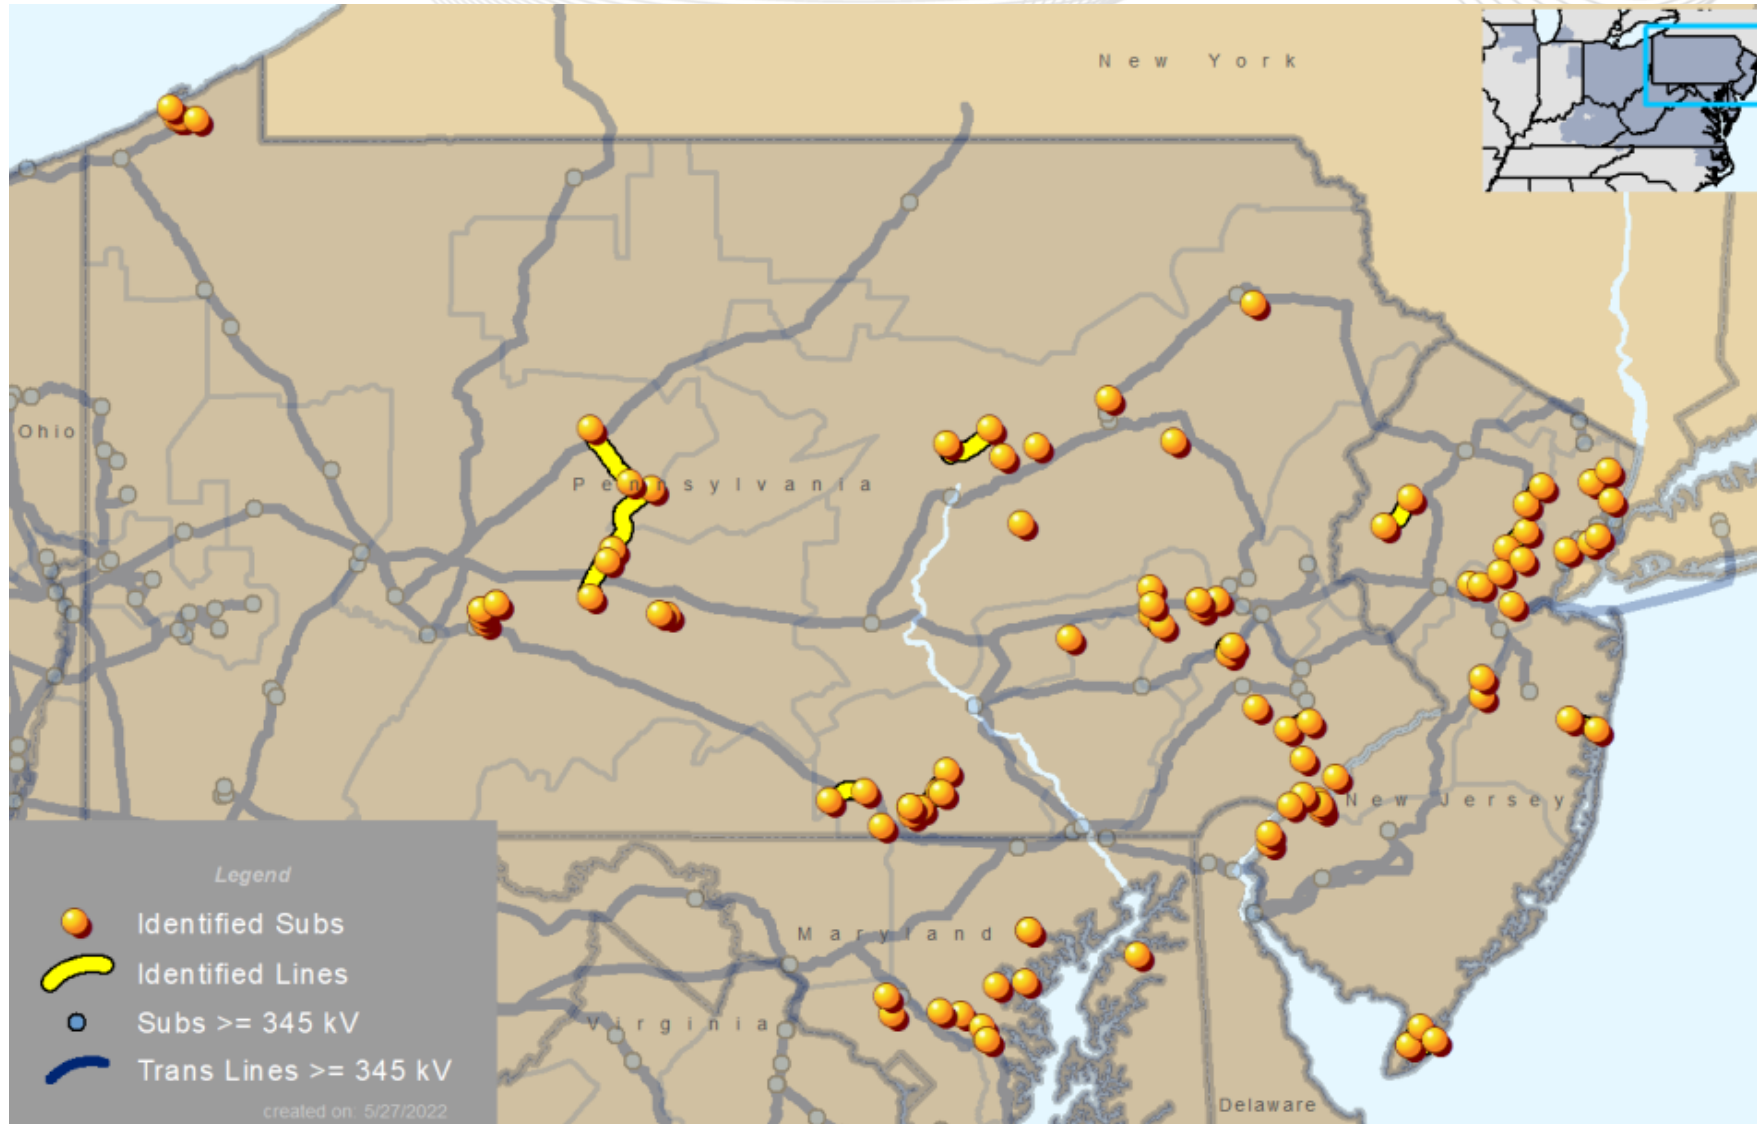 New York
Ohio
Pennsylvania
New Jersey
Maryland
Virginia
Delaware
Legend
Identified Subs
Identified Lines
Subs >= 345 kV
Trans Lines >= 345 kV
created on: 5/27/2022